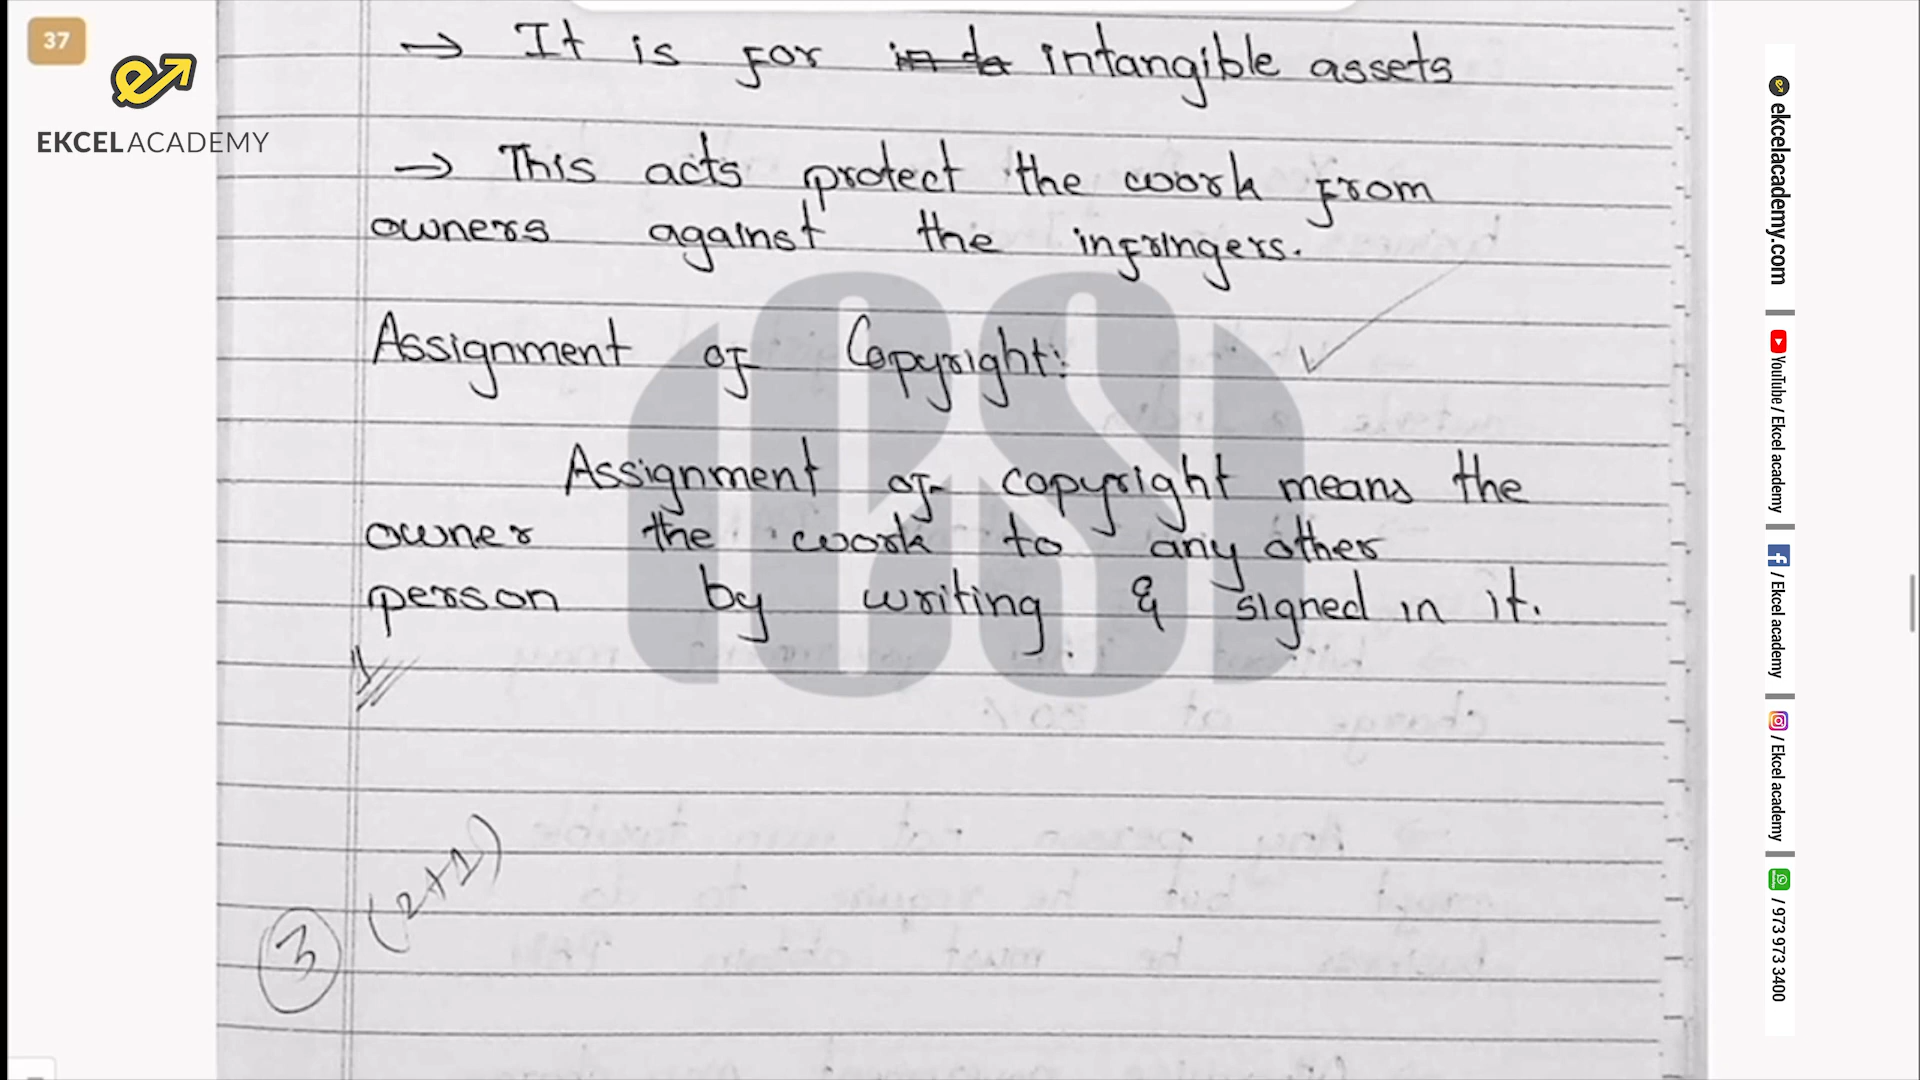 37
EKCELACADEMY
→ It is for intangible assets
→ This acts protect the work from
owners against the infringers.
Assignment of Copyright:
Assignment of copyright means the
owner the work to any other
person by writing & signed in it.
(2+1)
3
ekcelacademy.com
YouTube / Ekcel academy
/ Ekcel academy
/ Ekcel academy
/ 973 973 3400